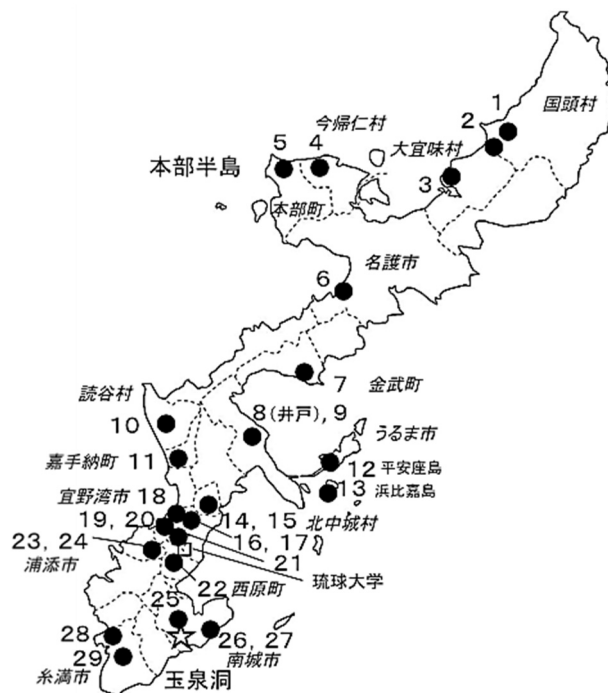 1
国頭村
2
今帰仁村
大宜味村
5
4
本部半島
3
本部町
名護市
6
7
金武町
読谷村
8(井戸), 9
10
うるま市
嘉手納町
11
12 平安座島
宜野湾市
18
13 浜比嘉島
19, 20
14, 15
北中城村
16, 17
23, 24
21
浦添市
琉球大学
22
西原町
25
28
26, 27
29
南城市
糸満市
玉泉洞